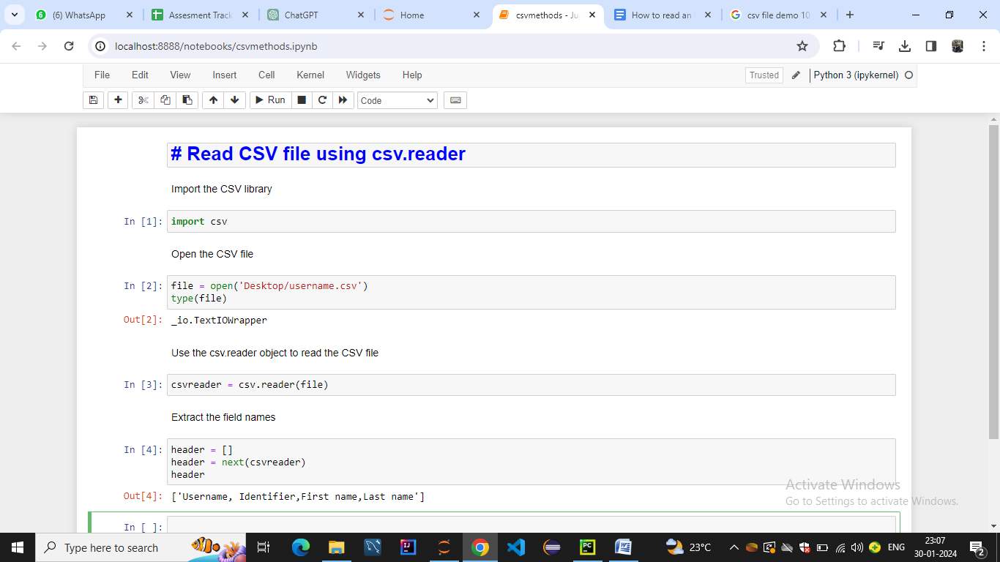 (6) WhatsApp
Assesment Track
ChatGPT
Home
csvmethods - Ju
How to read an
csv file demo 10
localhost:8888/notebooks/csvmethods.ipynb
File Edit View Insert Cell Kernel Widgets Help
Trusted
Python 3 (ipykernel)
Run
Code
# Read CSV file using csv.reader
Import the CSV library
In [1]: import csv
Open the CSV file
In [2]: file = open('Desktop/username.csv')
type(file)
Out[2]: _io.TextIOWrapper
Use the csv.reader object to read the CSV file
In [3]: csvreader = csv.reader(file)
Extract the field names
In [4]: header = []
header = next(csvreader)
header
Out[4]: ['Username, Identifier,First name,Last name']
In [ ]:
Activate Windows
Go to Settings to activate Windows.
Type here to search
23°C
ENG
23:07
30-01-2024
2